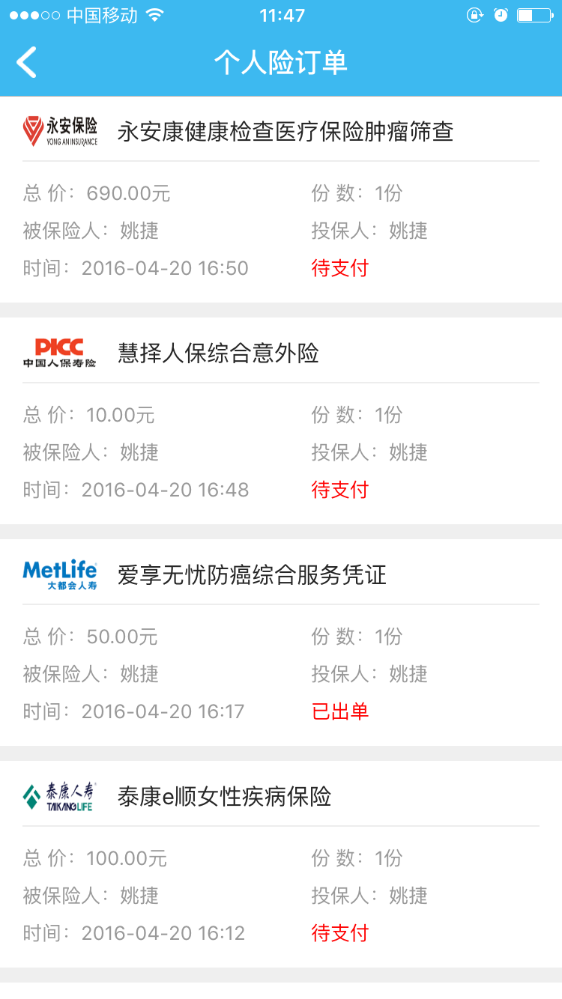 中国移动 11:47
个人险订单
永安保险 YONG AN INSURANCE 永安康健康检查医疗保险肿瘤筛查
总 价：690.00元 份 数：1份
被保险人：姚捷 投保人：姚捷
时间：2016-04-20 16:50 待支付
PICC 中国人保寿险 慧择人保综合意外险
总 价：10.00元 份 数：1份
被保险人：姚捷 投保人：姚捷
时间：2016-04-20 16:48 待支付
MetLife 大都会人寿 爱享无忧防癌综合服务凭证
总 价：50.00元 份 数：1份
被保险人：姚捷 投保人：姚捷
时间：2016-04-20 16:17 已出单
泰康人寿 TAIKANG LIFE 泰康e顺女性疾病保险
总 价：100.00元 份 数：1份
被保险人：姚捷 投保人：姚捷
时间：2016-04-20 16:12 待支付